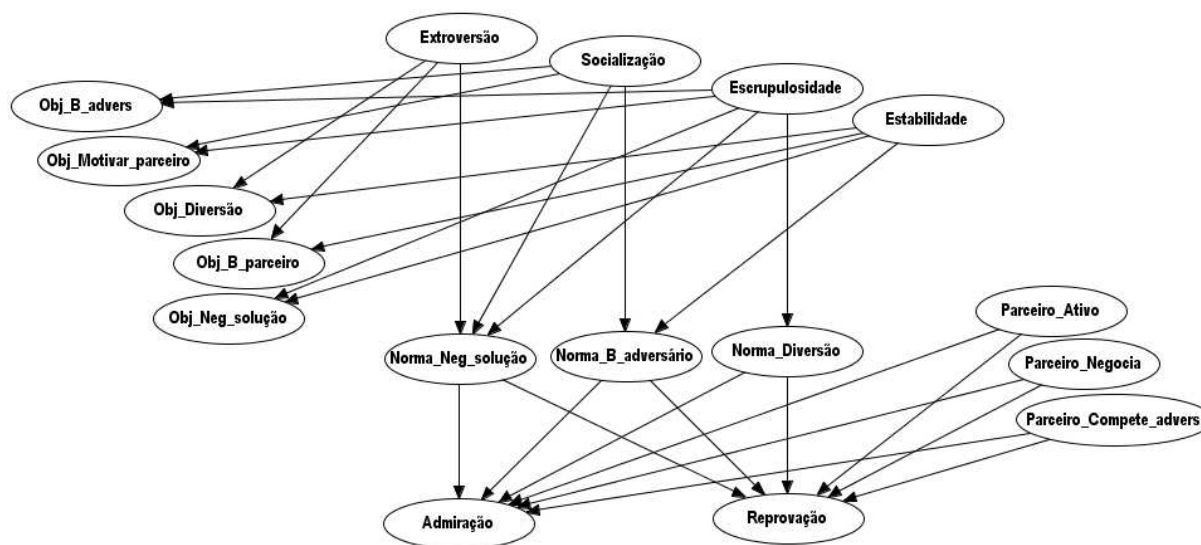 Extroversão
Socialização
Escrupulosidade
Obj_B_advers
Estabilidade
Obj_Motivar_parceiro
Obj_Diversão
Obj_B_parceiro
Obj_Neg_solução
Parceiro_Ativo
Norma_Neg_solução
Norma_B_adversário
Norma_Diversão
Parceiro_Negocia
Parceiro_Compete_advers
Admiração
Reprovação